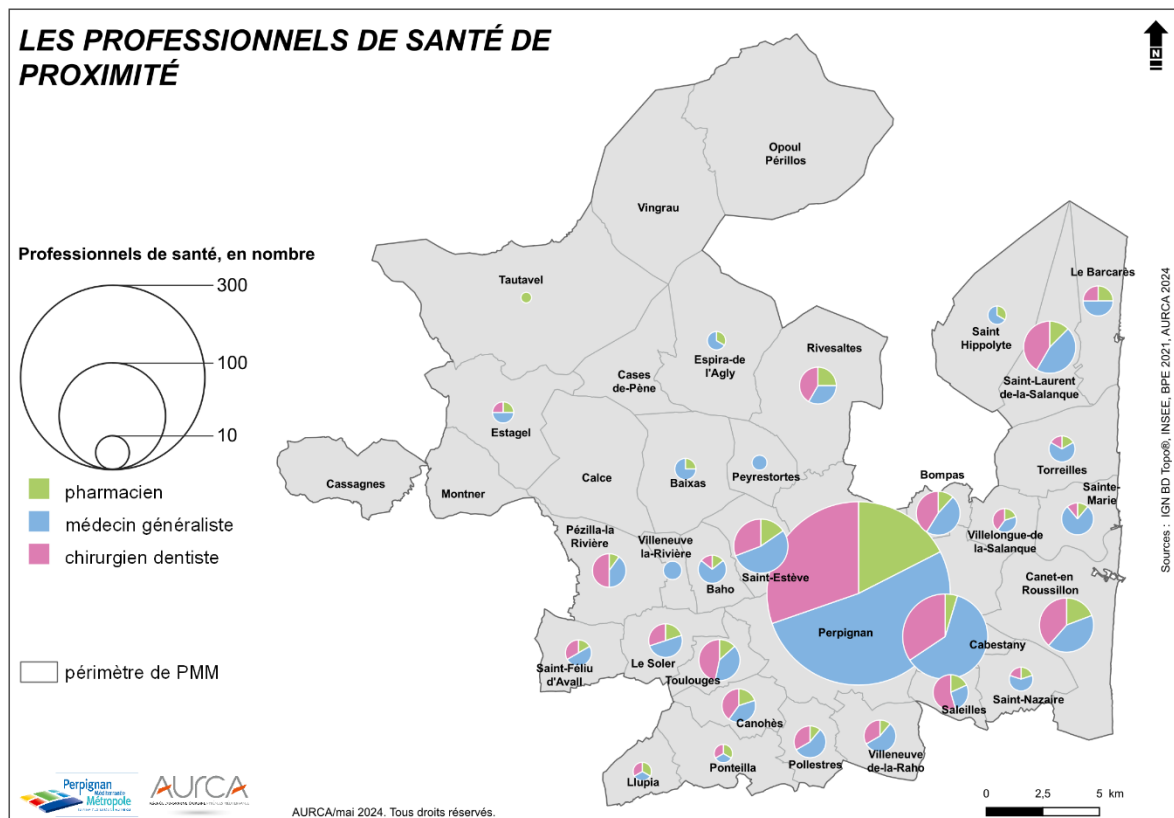 LES PROFESSIONNELS DE SANTÉ DE
PROXIMITÉ
N
Professionnels de santé, en nombre
300
100
10
pharmacien
médecin généraliste
chirurgien dentiste
périmètre de PMM
Opoul
Périllos
Vingrau
Tautavel
Le Barcarès
Saint
Hippolyte
Espira-de
l'Agly
Rivesaltes
Saint-Laurent
de-la-Salanque
Cases
de-Pène
Estagel
Torreilles
Cassagnes
Montner
Calce
Baixas
Peyrestortes
Bompas
Sainte-
Marie
Pézilla-la
Rivière
Villeneuve
la-Rivière
Villelongue-de
la-Salanque
Baho
Saint-Estève
Canet-en
Roussillon
Perpignan
Cabestany
Saint-Féliu
d'Avall
Le Soler
Toulouges
Saleilles
Saint-Nazaire
Canohès
Llupia
Ponteilla
Pollestres
Villeneuve
de-la-Raho
Sources : IGN BD Topo®, INSEE, BPE 2021, AURCA 2024
Perpignan
Méditerranée
Métropole
AURCA
AURCA/mai 2024. Tous droits réservés.
0 2,5 5 km